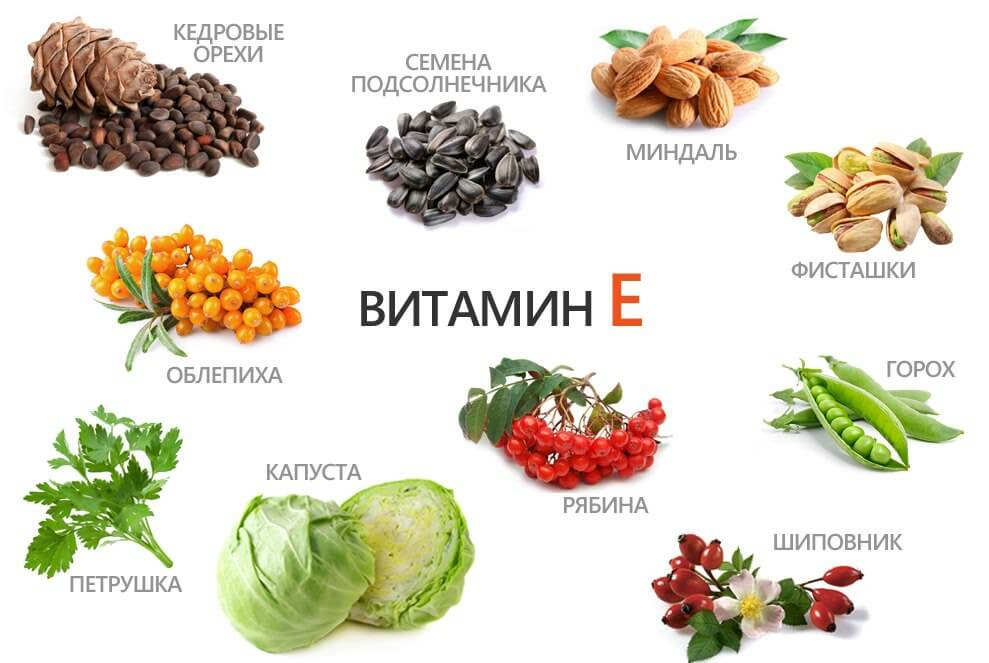 КЕДРОВЫЕ
ОРЕХИ
СЕМЕНА
ПОДСОЛНЕЧНИКА
МИНДАЛЬ
ФИСТАШКИ
ВИТАМИН Е
ОБЛЕПИХА
ГОРОХ
КАПУСТА
РЯБИНА
ПЕТРУШКА
ШИПОВНИК